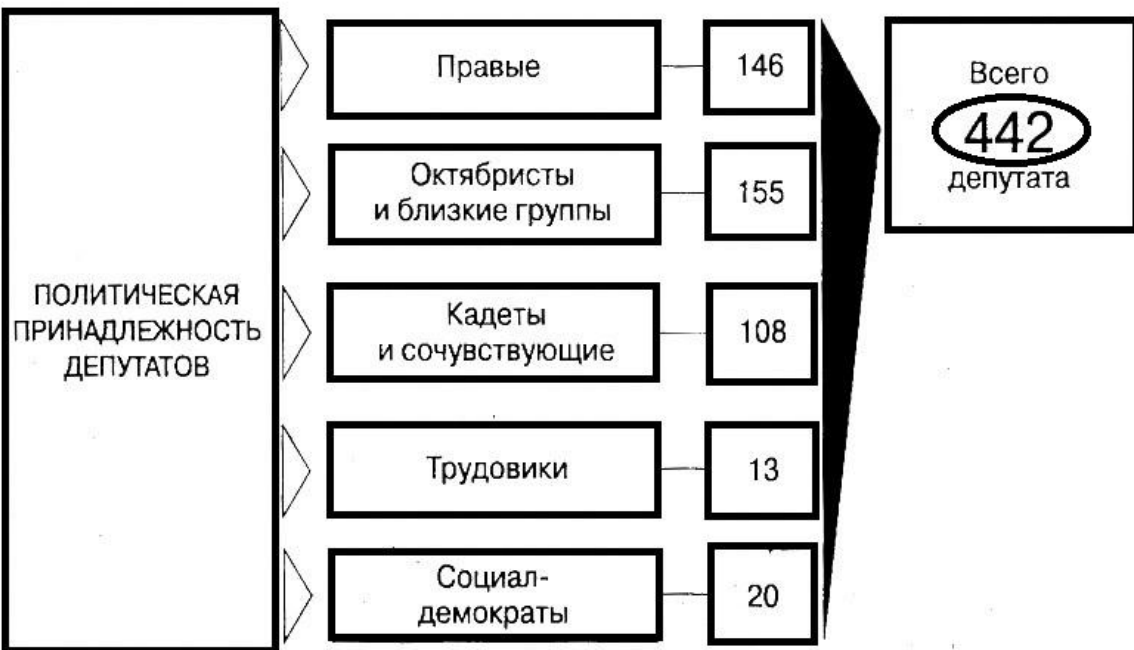 ПОЛИТИЧЕСКАЯ
ПРИНАДЛЕЖНОСТЬ
ДЕПУТАТОВ
Правые
146
Октябристы
и близкие группы
155
Кадеты
и сочувствующие
108
Трудовики
13
Социал-
демократы
20
Всего
442
депутата